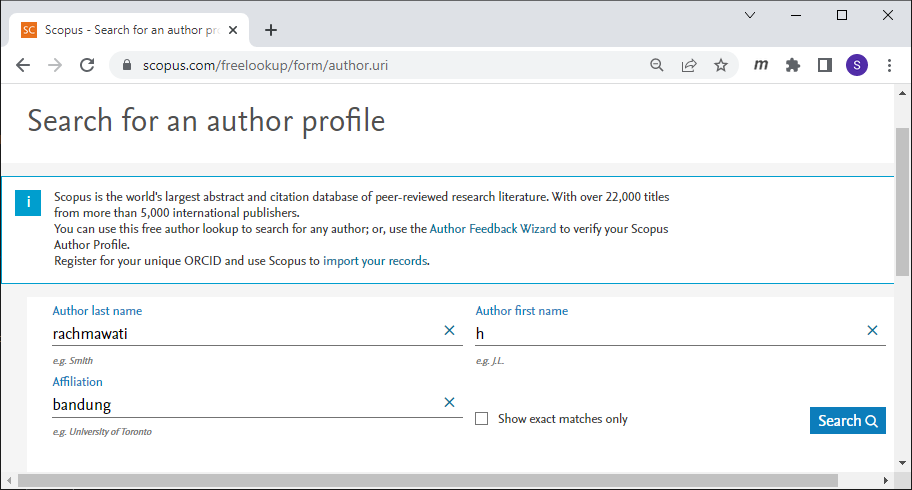 SC Scopus - Search for an author pro
scopus.com/freelookup/form/author.uri
m
S
Search for an author profile
i
Scopus is the world's largest abstract and citation database of peer-reviewed research literature. With over 22,000 titles
from more than 5,000 international publishers.
You can use this free author lookup to search for any author; or, use the Author Feedback Wizard to verify your Scopus
Author Profile.
Register for your unique ORCID and use Scopus to import your records.
Author last name
Author first name
rachmawati
h
e.g. Smith
e.g. J.L.
Affiliation
bandung
Show exact matches only
Search
e.g. University of Toronto